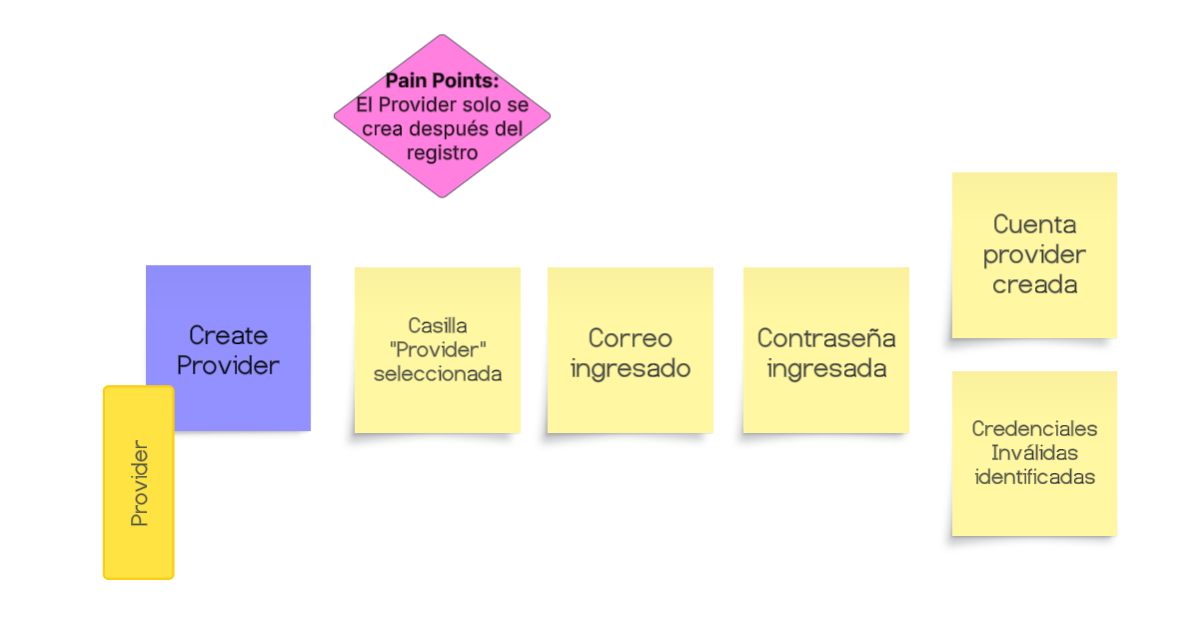 Pain Points:
El Provider solo se
crea después del
registro
Create
Provider
Provider
Casilla
"Provider"
seleccionada
Correo
ingresado
Contraseña
ingresada
Cuenta
provider
creada
Credenciales
Inválidas
identificadas